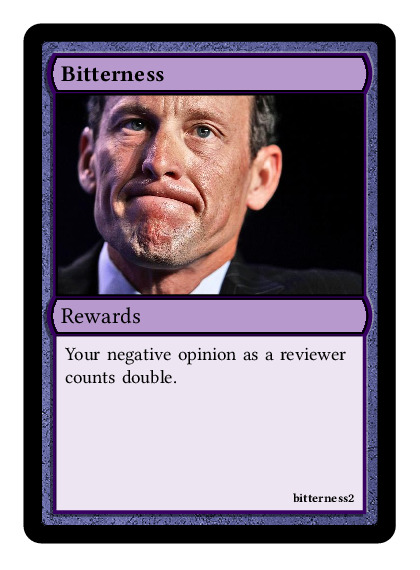 Bitterness
Rewards
Your negative opinion as a reviewer
counts double.
bitterness2